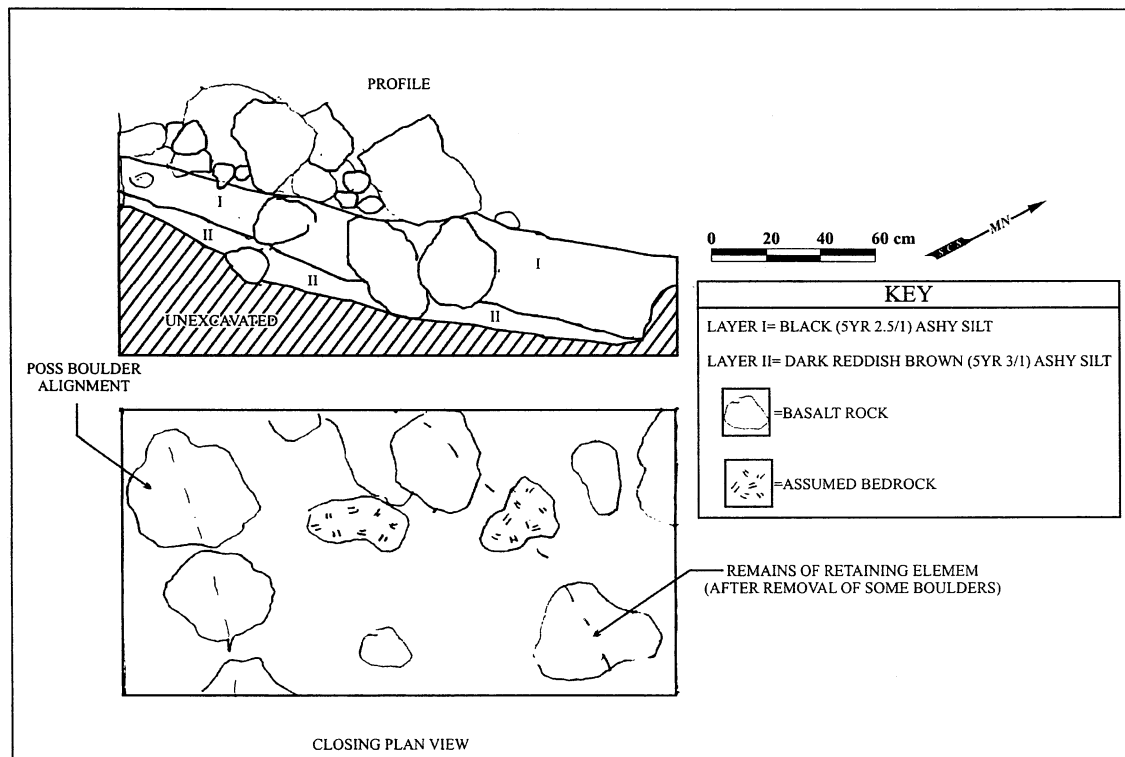 PROFILE
I
II
II
I
II
UNEXCAVATED
0 20 40 60 cm
SCS MN
KEY
LAYER I= BLACK (5YR 2.5/1) ASHY SILT
LAYER II= DARK REDDISH BROWN (5YR 3/1) ASHY SILT
=BASALT ROCK
=ASSUMED BEDROCK
POSS BOULDER
ALIGNMENT
REMAINS OF RETAINING ELEMEM
(AFTER REMOVAL OF SOME BOULDERS)
CLOSING PLAN VIEW